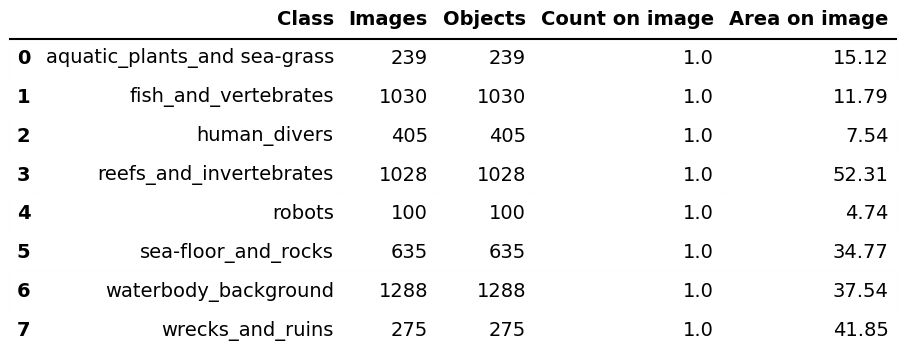 Class Images Objects Count on image Area on image
0 aquatic_plants_and sea-grass 239 239 1.0 15.12
1 fish_and_vertebrates 1030 1030 1.0 11.79
2 human_divers 405 405 1.0 7.54
3 reefs_and_invertebrates 1028 1028 1.0 52.31
4 robots 100 100 1.0 4.74
5 sea-floor_and_rocks 635 635 1.0 34.77
6 waterbody_background 1288 1288 1.0 37.54
7 wrecks_and_ruins 275 275 1.0 41.85